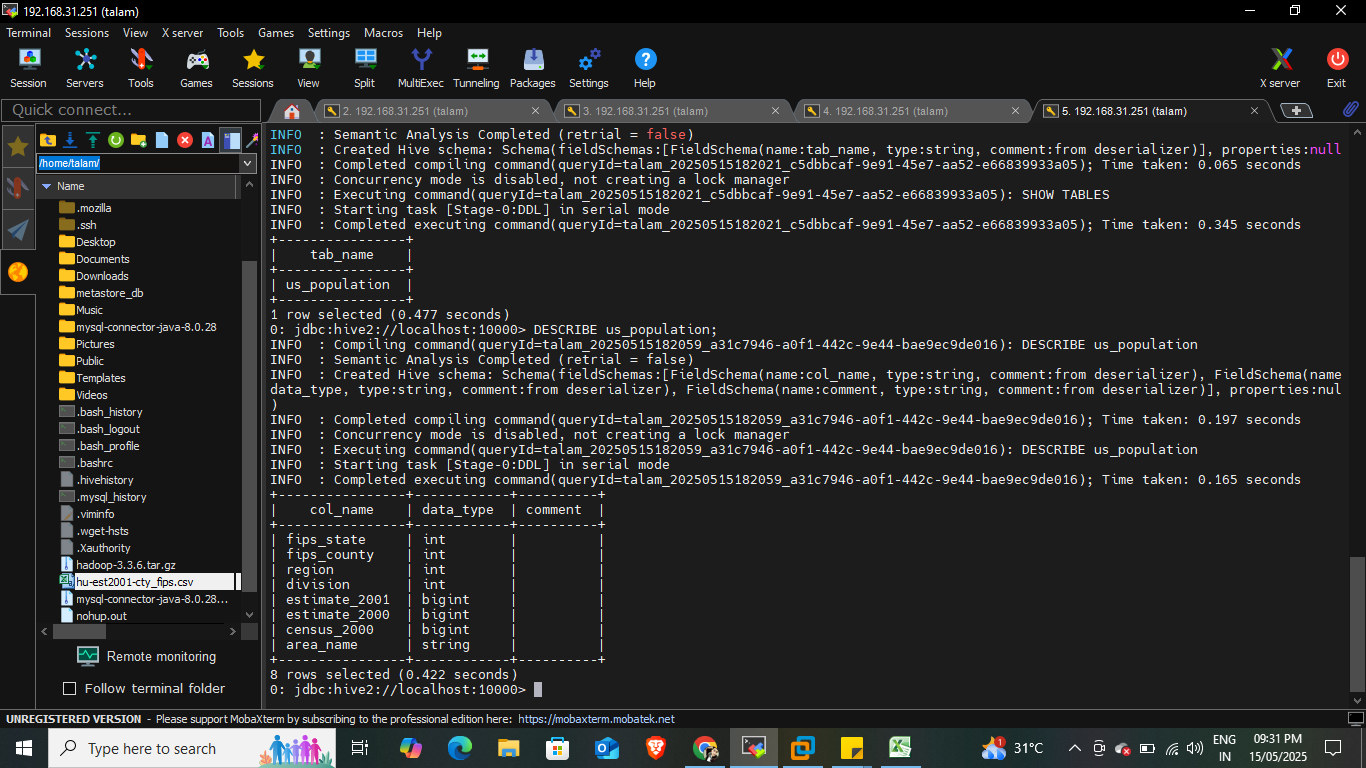 192.168.31.251 (talam)
Terminal Sessions View X server Tools Games Settings Macros Help
Session Servers Tools Games Sessions View Split MultiExec Tunneling Packages Settings Help X server Exit
Quick connect...
2. 192.168.31.251 (talam)
3. 192.168.31.251 (talam)
4. 192.168.31.251 (talam)
5. 192.168.31.251 (talam)
/home/talam/
Name
.mozilla
.ssh
Desktop
Documents
Downloads
metastore_db
Music
mysql-connector-java-8.0.28
Pictures
Public
Templates
Videos
.bash_history
.bash_logout
.bash_profile
.bashrc
.hivehistory
.mysql_history
.viminfo
.wget-hsts
.Xauthority
hadoop-3.3.6.tar.gz
hu-est2001-cty_fips.csv
mysql-connector-java-8.0.28...
nohup.out
Remote monitoring
Follow terminal folder
INFO  : Semantic Analysis Completed (retrial = false)
INFO  : Created Hive schema: Schema(fieldSchemas:[FieldSchema(name:tab_name, type:string, comment:from deserializer)], properties:null
INFO  : Completed compiling command(queryId=talam_20250515182021_c5dbbcaf-9e91-45e7-aa52-e66839933a05); Time taken: 0.065 seconds
INFO  : Concurrency mode is disabled, not creating a lock manager
INFO  : Executing command(queryId=talam_20250515182021_c5dbbcaf-9e91-45e7-aa52-e66839933a05): SHOW TABLES
INFO  : Starting task [Stage-0:DDL] in serial mode
INFO  : Completed executing command(queryId=talam_20250515182021_c5dbbcaf-9e91-45e7-aa52-e66839933a05); Time taken: 0.345 seconds
+----------------+
|    tab_name    |
+----------------+
| us_population  |
+----------------+
1 row selected (0.477 seconds)
0: jdbc:hive2://localhost:10000> DESCRIBE us_population;
INFO  : Compiling command(queryId=talam_20250515182059_a31c7946-a0f1-442c-9e44-bae9ec9de016): DESCRIBE us_population
INFO  : Semantic Analysis Completed (retrial = false)
INFO  : Created Hive schema: Schema(fieldSchemas:[FieldSchema(name:col_name, type:string, comment:from deserializer), FieldSchema(name
data_type, type:string, comment:from deserializer), FieldSchema(name:comment, type:string, comment:from deserializer)], properties:nul
)
INFO  : Completed compiling command(queryId=talam_20250515182059_a31c7946-a0f1-442c-9e44-bae9ec9de016); Time taken: 0.197 seconds
INFO  : Concurrency mode is disabled, not creating a lock manager
INFO  : Executing command(queryId=talam_20250515182059_a31c7946-a0f1-442c-9e44-bae9ec9de016): DESCRIBE us_population
INFO  : Starting task [Stage-0:DDL] in serial mode
INFO  : Completed executing command(queryId=talam_20250515182059_a31c7946-a0f1-442c-9e44-bae9ec9de016); Time taken: 0.165 seconds
+----------------+------------+----------+
|    col_name    | data_type  | comment  |
+----------------+------------+----------+
| fips_state     | int        |          |
| fips_county    | int        |          |
| region         | int        |          |
| division       | int        |          |
| estimate_2001  | bigint     |          |
| estimate_2000  | bigint     |          |
| census_2000    | bigint     |          |
| area_name      | string     |          |
+----------------+------------+----------+
8 rows selected (0.422 seconds)
0: jdbc:hive2://localhost:10000>
UNREGISTERED VERSION - Please support MobaXterm by subscribing to the professional edition here: https://mobaxterm.mobatek.net
Type here to search
1
31°C
ENG
IN
09:31 PM
15/05/2025